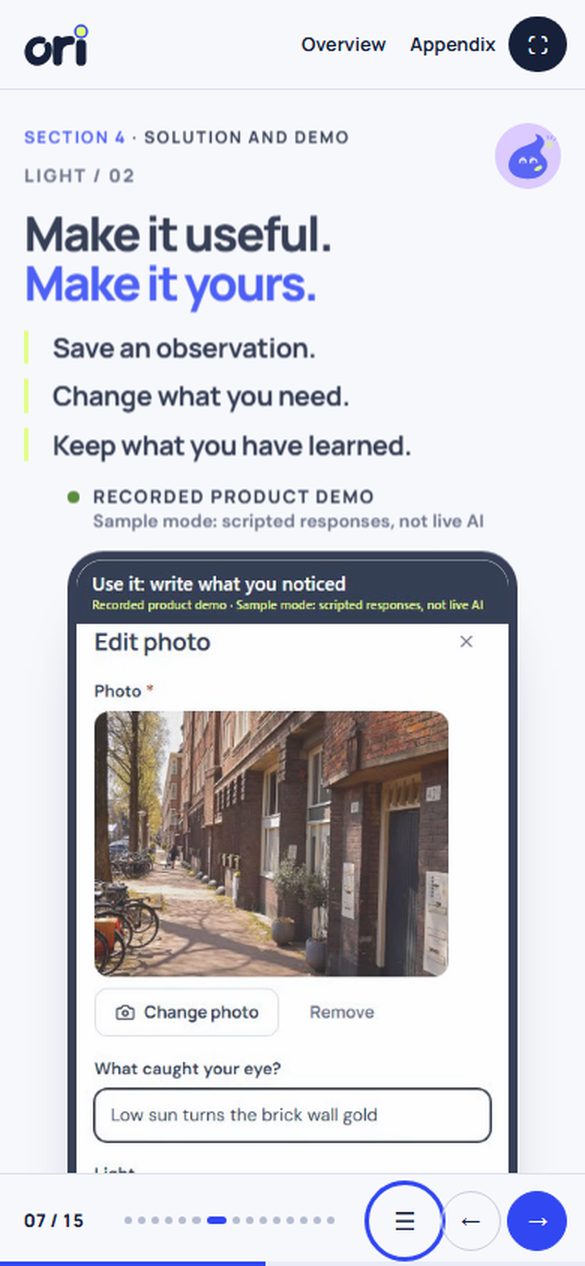 ori
Overview Appendix
SECTION 4 · SOLUTION AND DEMO
LIGHT / 02
Make it useful.
Make it yours.
Save an observation.
Change what you need.
Keep what you have learned.
RECORDED PRODUCT DEMO
Sample mode: scripted responses, not live AI
Use it: write what you noticed
Recorded product demo · Sample mode: scripted responses, not live AI
Edit photo
Photo *
Change photo Remove
What caught your eye?
Low sun turns the brick wall gold
Light
07 / 15